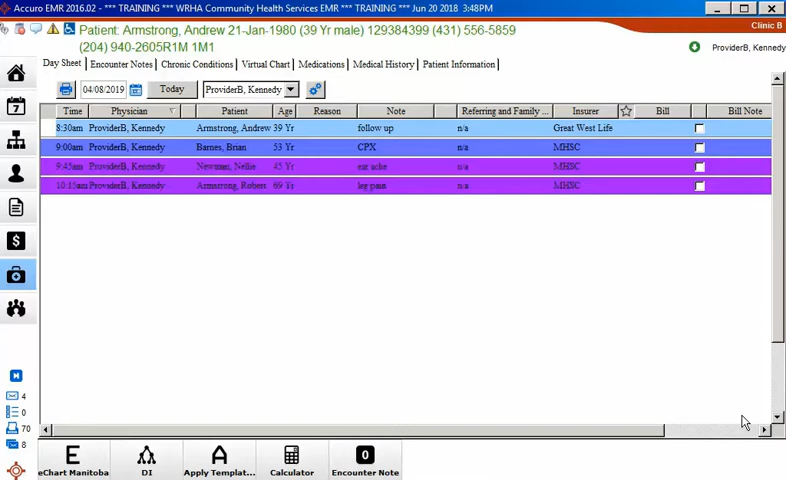 Accuro EMR 2016.02 - *** TRAINING *** WRHA Community Health Services EMR *** TRAINING *** Jun 20 2018 3:48PM
Clinic B
Patient: Armstrong, Andrew 21-Jan-1980 (39 Yr male) 129384399 (431) 556-5859
(204) 940-2605R1M 1M1
ProviderB, Kennedy
Day Sheet Encounter Notes Chronic Conditions Virtual Chart Medications Medical History Patient Information
04/08/2019 Today ProviderB, Kennedy
Time Physician Patient Age Reason Note Referring and Family ... Insurer Bill Bill Note
8:30am ProviderB, Kennedy Armstrong, Andrew 39 Yr follow up n/a Great West Life
9:00am ProviderB, Kennedy Barnes, Brian 53 Yr CPX n/a MHSC
9:45am ProviderB, Kennedy Newman, Nellie 45 Yr ear ache n/a MHSC
10:15am ProviderB, Kennedy Armstrong, Robert 69 Yr leg pain n/a MHSC
7
$
4
0
70
8
E A 0
eChart Manitoba DI Apply Templat... Calculator Encounter Note